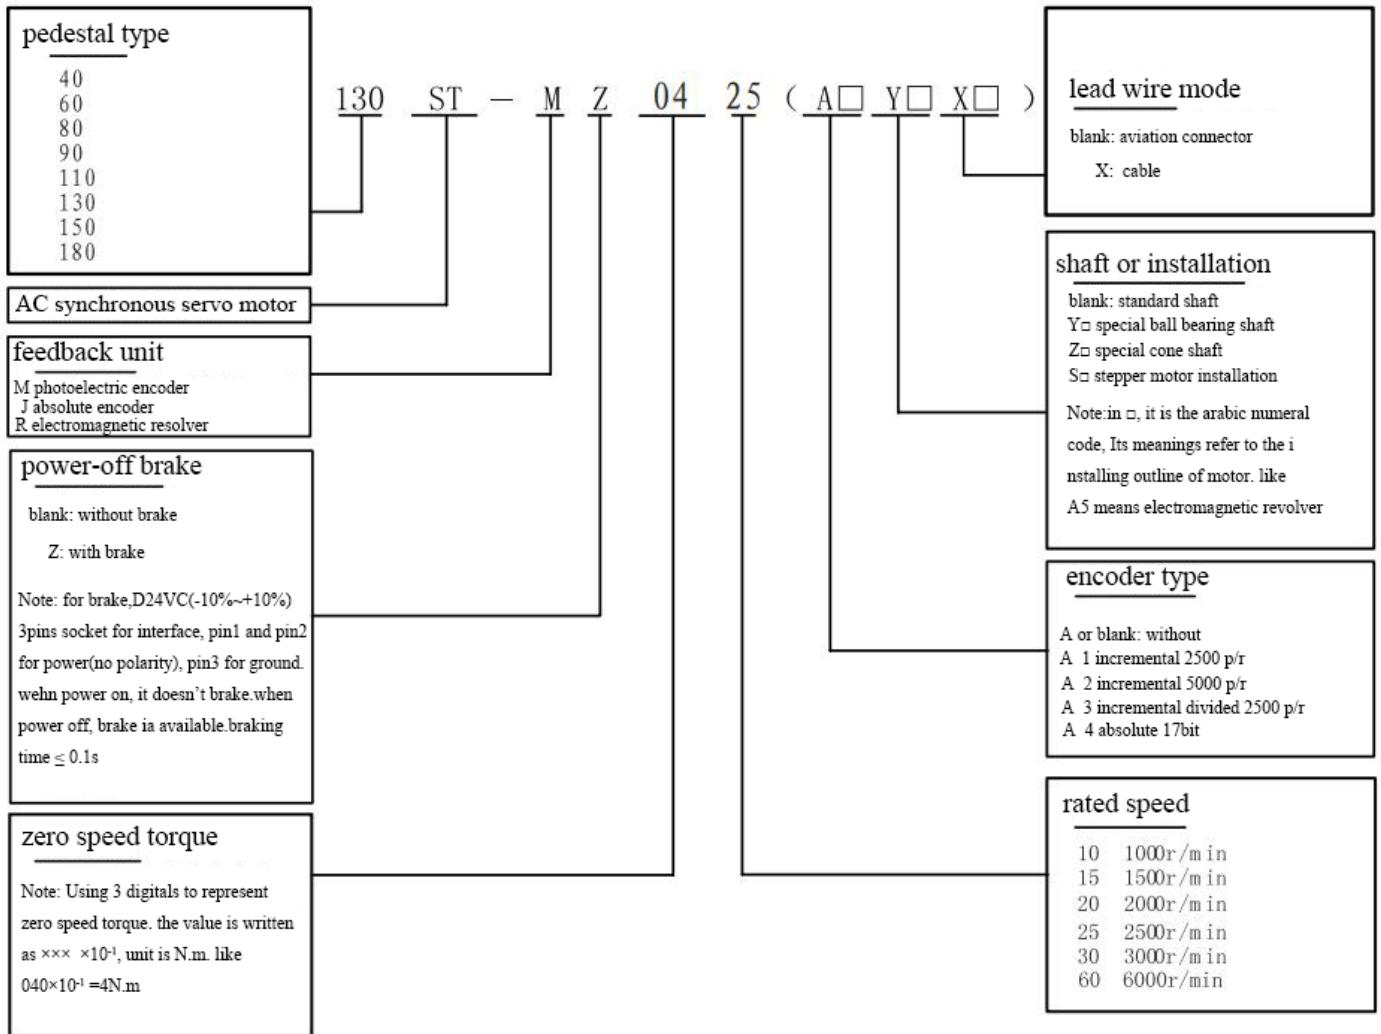 pedestal type
40
60
80
90
110
130
150
180
130 ST - M Z 04 25 ( A□ Y□ X□ )
AC synchronous servo motor
feedback unit
M photoelectric encoder
J absolute encoder
R electromagnetic resolver
power-off brake
blank: without brake
Z: with brake
Note: for brake,D24VC(-10%~+10%)
3pins socket for interface, pin1 and pin2
for power(no polarity), pin3 for ground.
wehn power on, it doesn't brake.when
power off, brake ia available.braking
time ≤ 0.1s
zero speed torque
Note: Using 3 digitals to represent
zero speed torque. the value is written
as ××× ×10⁻¹, unit is N.m. like
040×10⁻¹ =4N.m
lead wire mode
blank: aviation connector
X: cable
shaft or installation
blank: standard shaft
Y□ special ball bearing shaft
Z□ special cone shaft
S□ stepper motor installation
Note:in □, it is the arabic numeral
code, Its meanings refer to the i
nstalling outline of motor. like
A5 means electromagnetic revolver
encoder type
A or blank: without
A 1 incremental 2500 p/r
A 2 incremental 5000 p/r
A 3 incremental divided 2500 p/r
A 4 absolute 17bit
rated speed
10 1000r/min
15 1500r/min
20 2000r/min
25 2500r/min
30 3000r/min
60 6000r/min